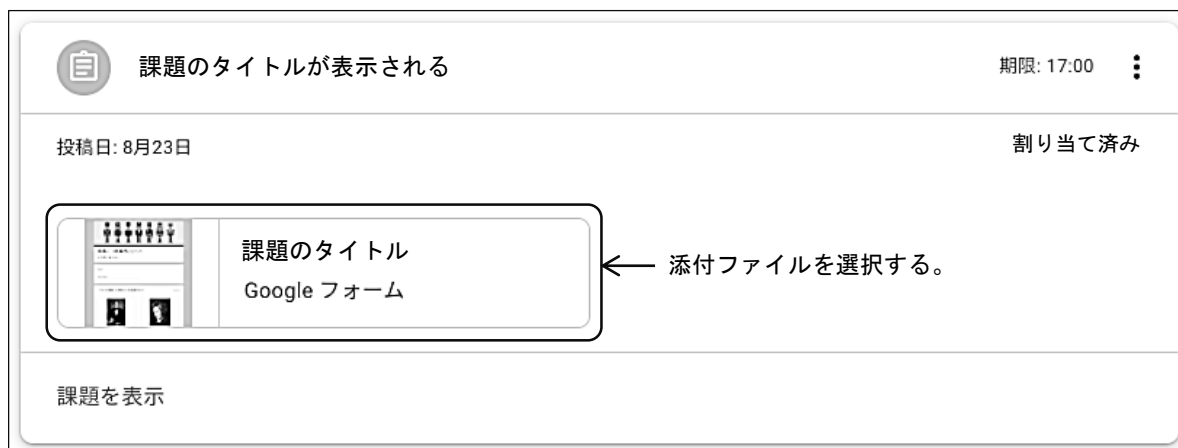 課題のタイトルが表示される
期限: 17:00
投稿日: 8月23日
割り当て済み
課題のタイトル
Google フォーム
添付ファイルを選択する。
課題を表示